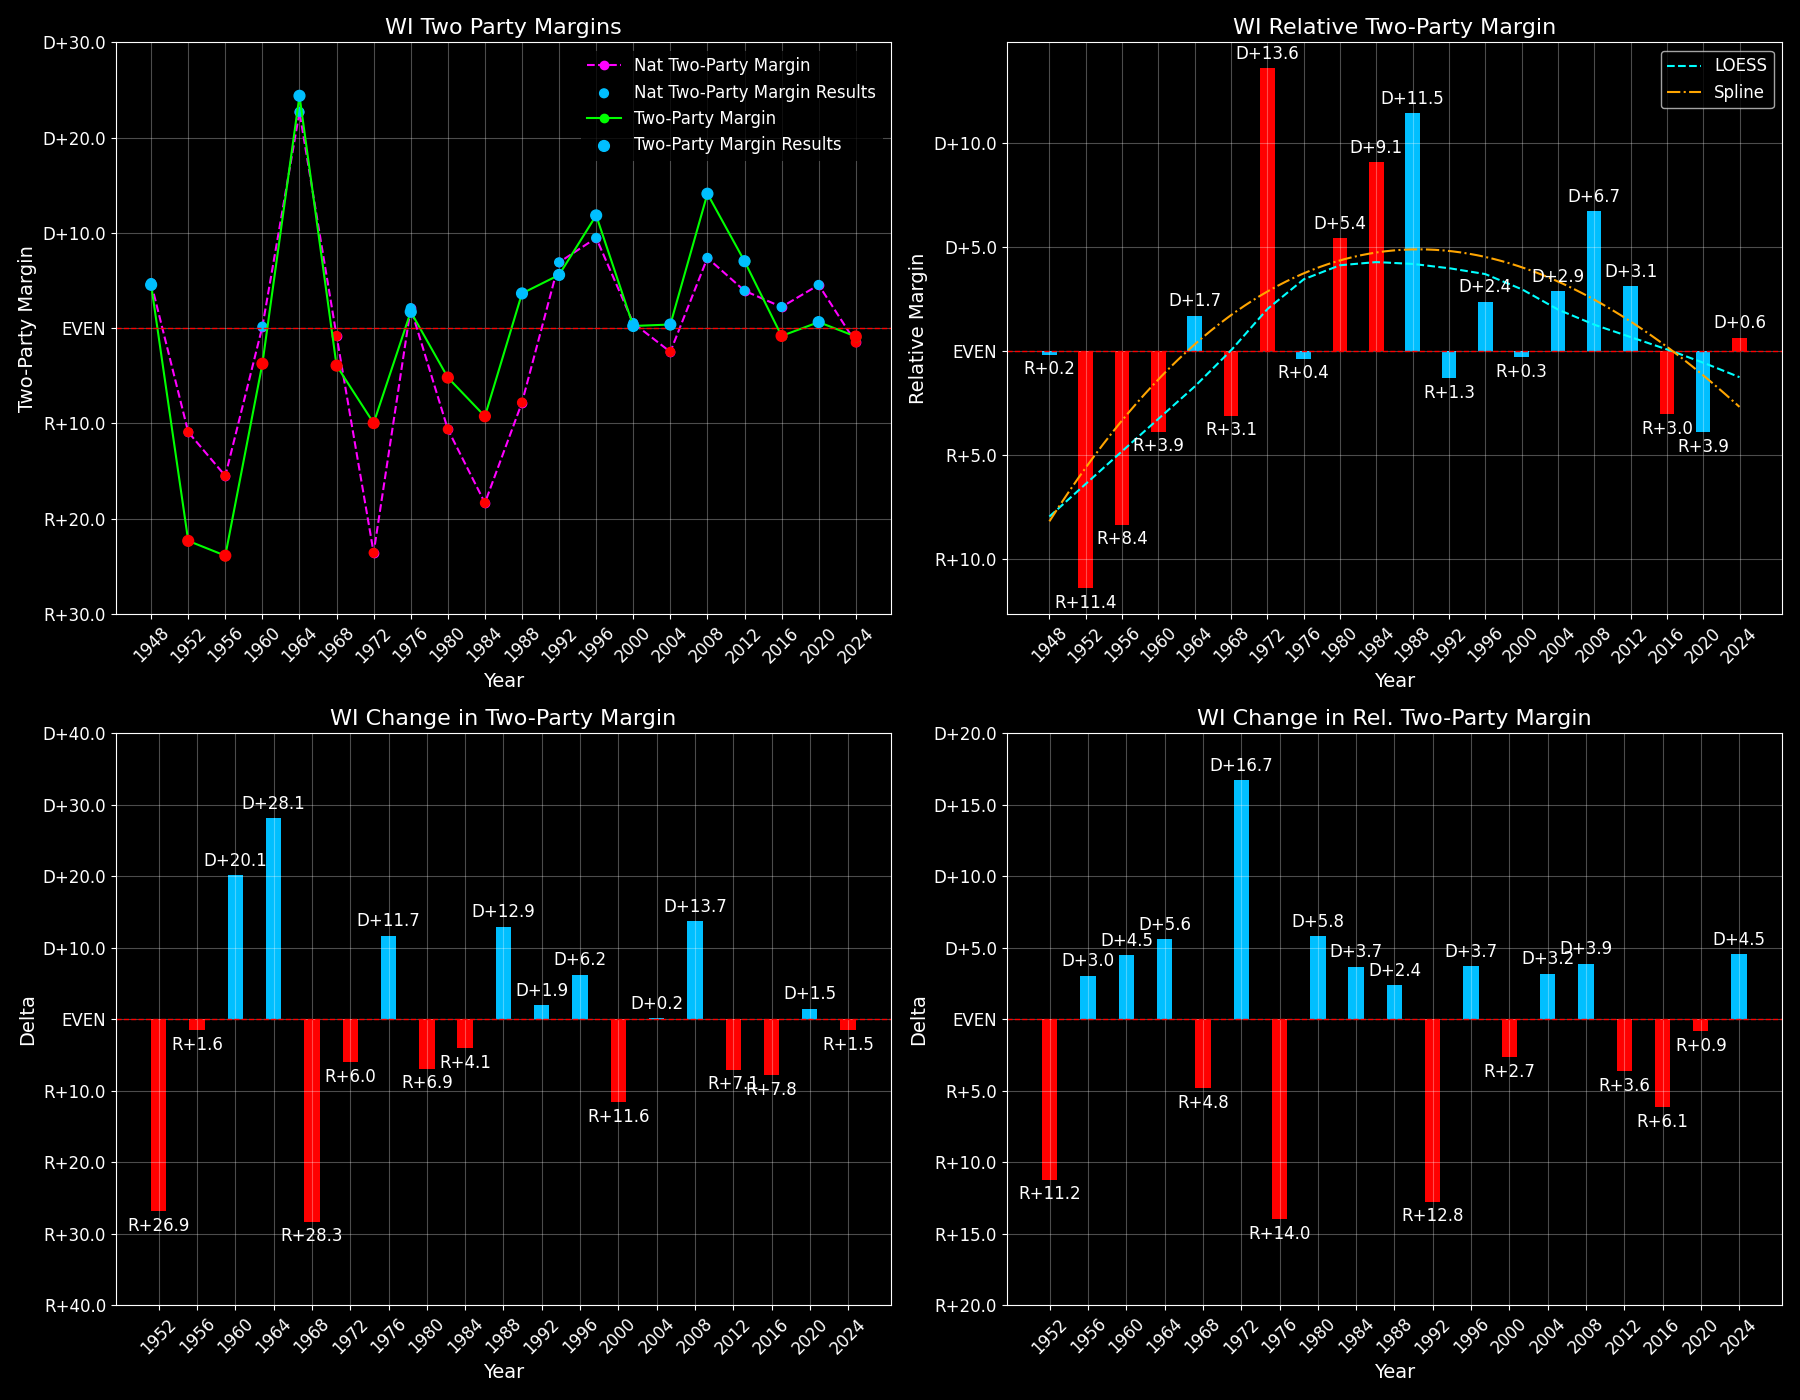 WI Two Party Margins
D+30.0
D+20.0
D+10.0
EVEN
R+10.0
R+20.0
R+30.0
Two-Party Margin
Nat Two-Party Margin
Nat Two-Party Margin Results
Two-Party Margin
Two-Party Margin Results
1948
1952
1956
1960
1964
1968
1972
1976
1980
1984
1988
1992
1996
2000
2004
2008
2012
2016
2020
2024
Year
WI Relative Two-Party Margin
D+10.0
D+5.0
EVEN
R+5.0
R+10.0
Relative Margin
LOESS
Spline
R+0.2
R+11.4
R+8.4
R+3.9
D+1.7
R+3.1
D+13.6
R+0.4
D+5.4
D+9.1
D+11.5
R+1.3
D+2.4
R+0.3
D+2.9
D+6.7
D+3.1
R+3.0
R+3.9
D+0.6
1948
1952
1956
1960
1964
1968
1972
1976
1980
1984
1988
1992
1996
2000
2004
2008
2012
2016
2020
2024
Year
WI Change in Two-Party Margin
D+40.0
D+30.0
D+20.0
D+10.0
EVEN
R+10.0
R+20.0
R+30.0
R+40.0
Delta
R+26.9
R+1.6
D+20.1
D+28.1
R+28.3
R+6.0
D+11.7
R+6.9
R+4.1
D+12.9
D+1.9
D+6.2
R+11.6
D+0.2
D+13.7
R+7.1
R+7.8
D+1.5
R+1.5
1952
1956
1960
1964
1968
1972
1976
1980
1984
1988
1992
1996
2000
2004
2008
2012
2016
2020
2024
Year
WI Change in Rel. Two-Party Margin
D+20.0
D+15.0
D+10.0
D+5.0
EVEN
R+5.0
R+10.0
R+15.0
R+20.0
Delta
R+11.2
D+3.0
D+4.5
D+5.6
R+4.8
D+16.7
R+14.0
D+5.8
D+3.7
D+2.4
R+12.8
D+3.7
R+2.7
D+3.2
D+3.9
R+3.6
R+6.1
R+0.9
D+4.5
1952
1956
1960
1964
1968
1972
1976
1980
1984
1988
1992
1996
2000
2004
2008
2012
2016
2020
2024
Year